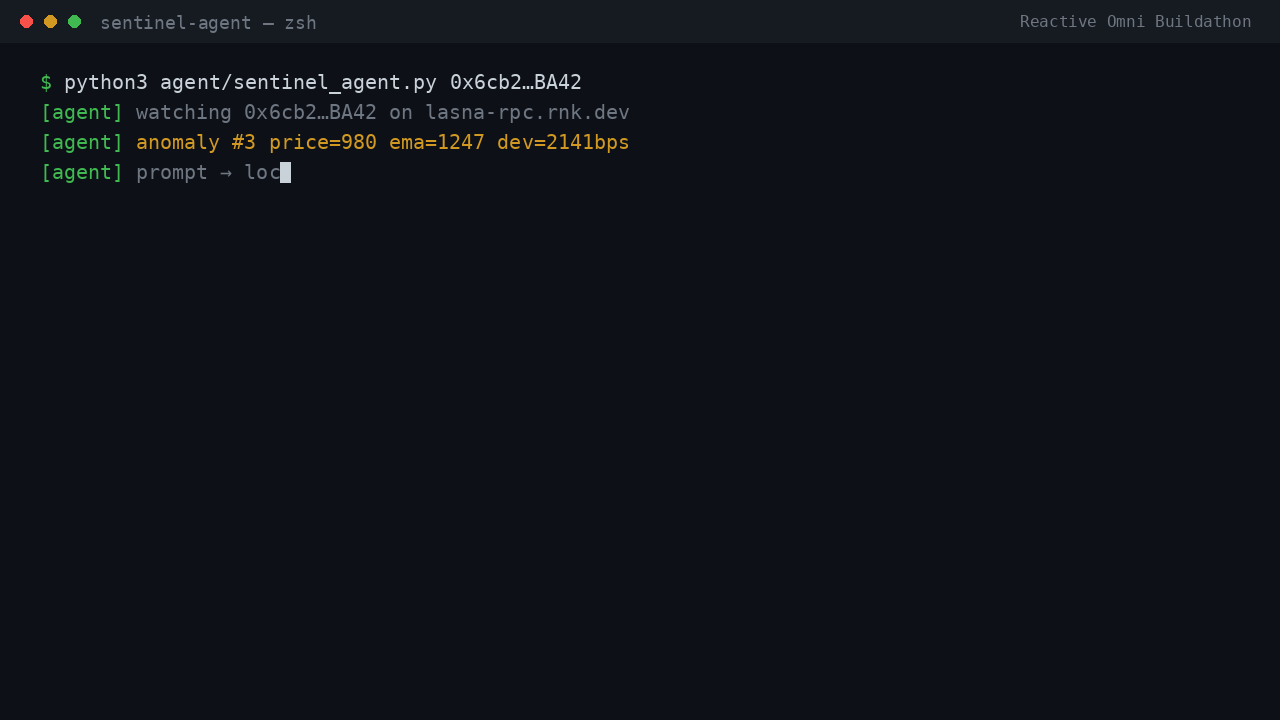 sentinel-agent — zsh
Reactive Omni Buildathon
$ python3 agent/sentinel_agent.py 0x6cb2…BA42
[agent] watching 0x6cb2…BA42 on lasna-rpc.rnk.dev
[agent] anomaly #3 price=980 ema=1247 dev=2141bps
[agent] prompt → loc